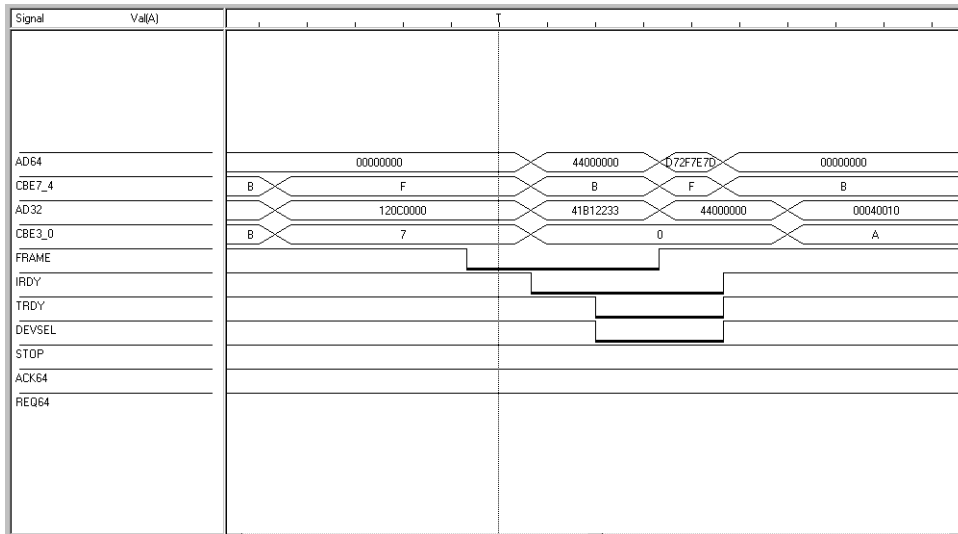 Signal Val(A) T
AD64 00000000 44000000 D72F7E7D 00000000
CBE7_4 B F B F B
AD32 120C0000 41B12233 44000000 00040010
CBE3_0 B 7 0 A
FRAME
IRDY
TRDY
DEVSEL
STOP
ACK64
REQ64